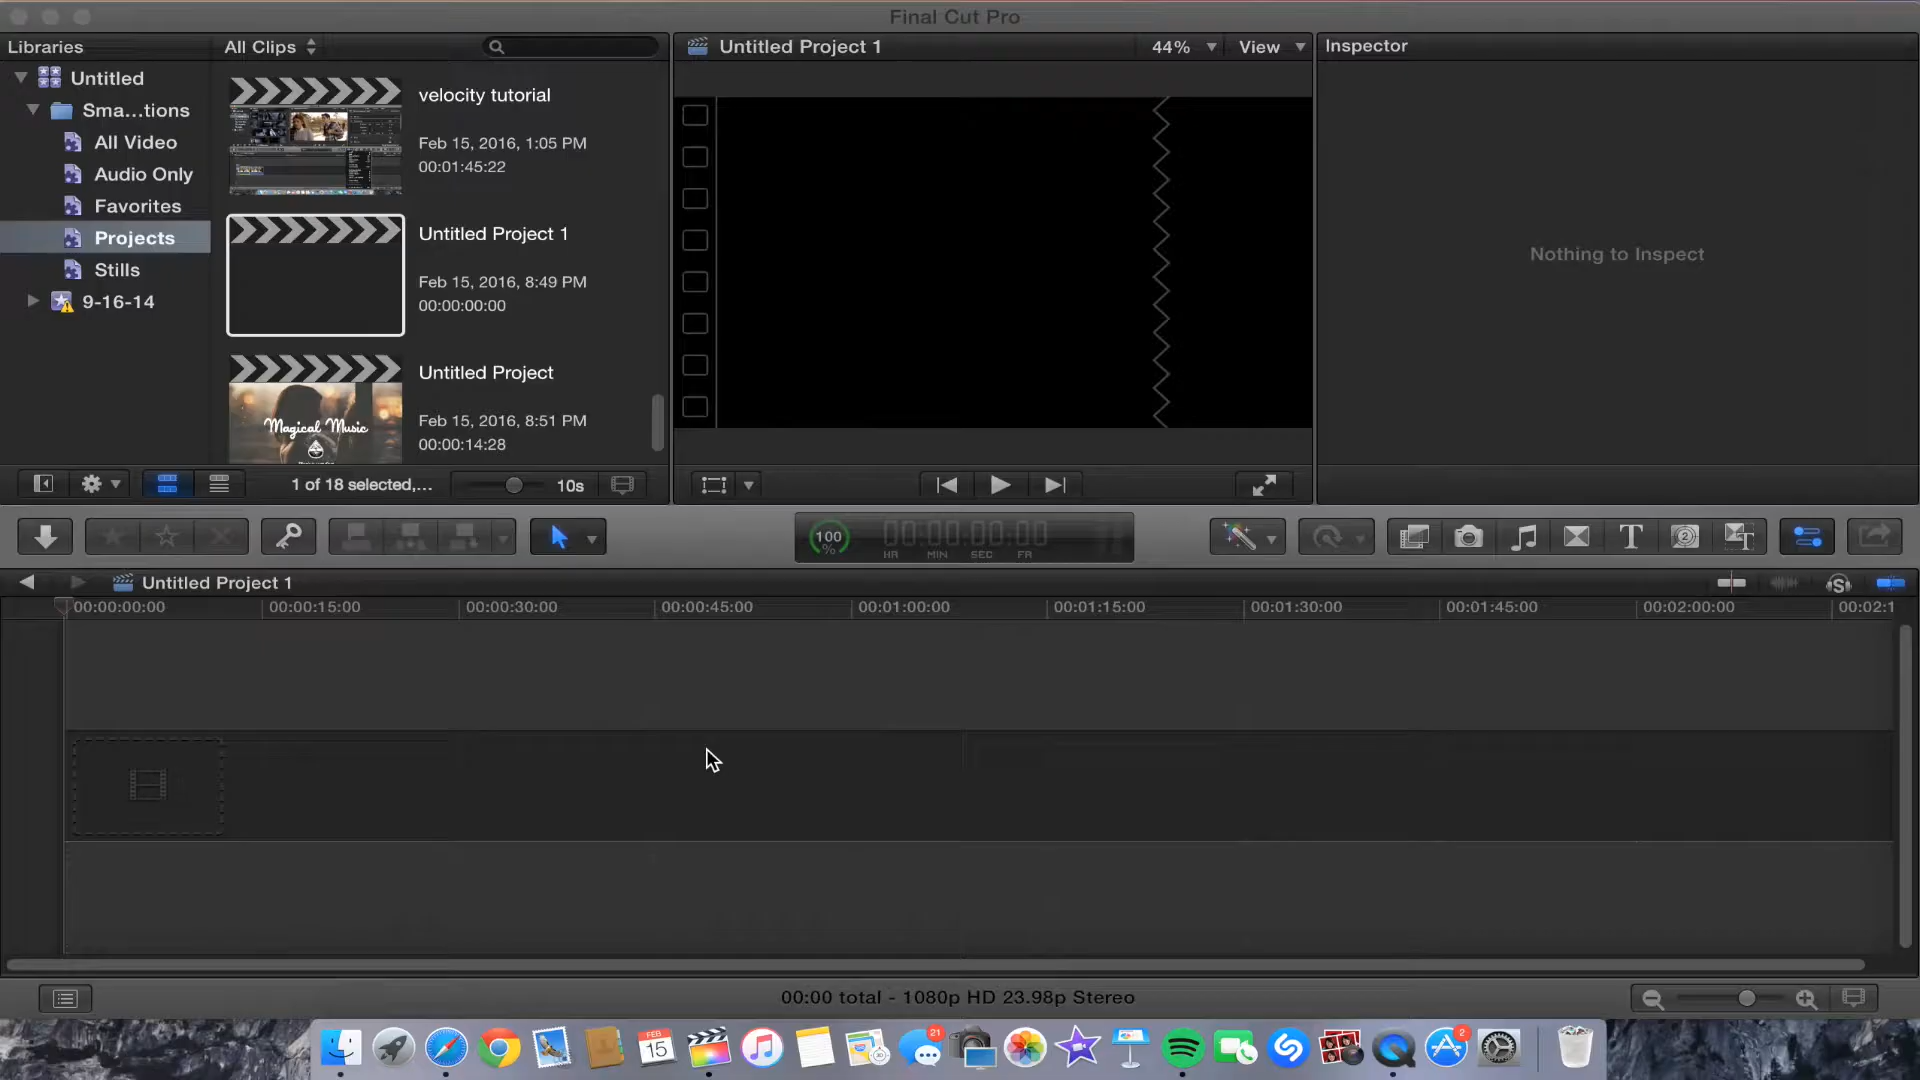 Final Cut Pro
Libraries
All Clips
Untitled Project 1
44%
View
Inspector
Untitled
Sma...tions
All Video
Audio Only
Favorites
Projects
Stills
9-16-14
velocity tutorial
Feb 15, 2016, 1:05 PM
00:01:45:22
Untitled Project 1
Feb 15, 2016, 8:49 PM
00:00:00:00
Untitled Project
Feb 15, 2016, 8:51 PM
00:00:14:28
Magical Music
Nothing to Inspect
1 of 18 selected,...
10s
100
%
00:00:00:00
HR MIN SEC FR
Untitled Project 1
00:00:00:00
00:00:15:00
00:00:30:00
00:00:45:00
00:01:00:00
00:01:15:00
00:01:30:00
00:01:45:00
00:02:00:00
00:02:1
00:00 total - 1080p HD 23.98p Stereo
FEB
15
21
2